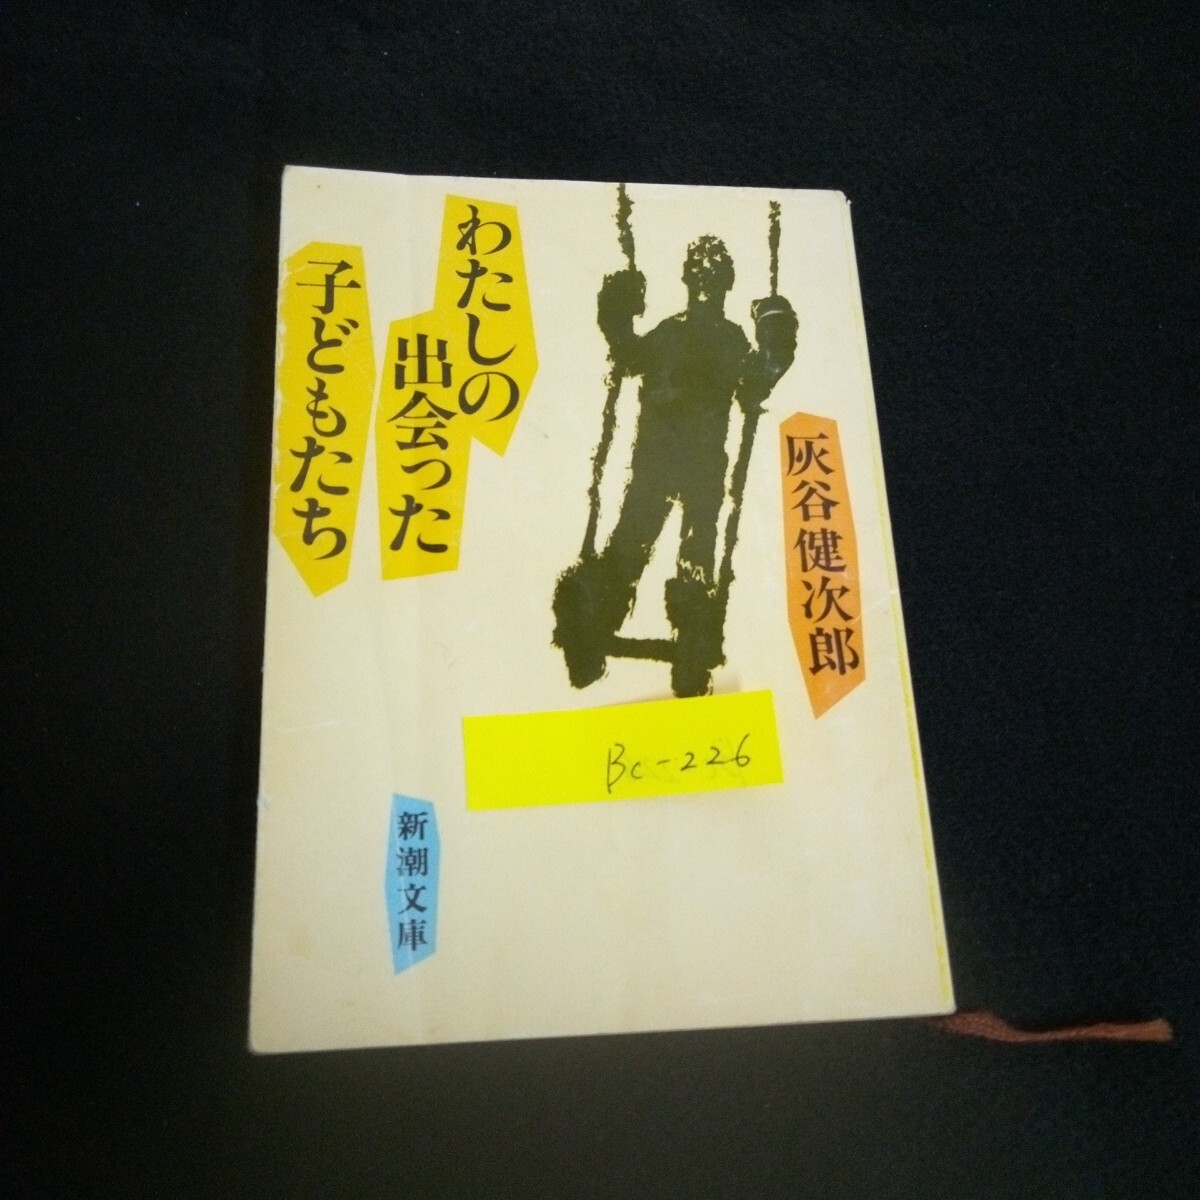 わたしの
出会った
子どもたち
灰谷健次郎
Bc-226
新潮文庫